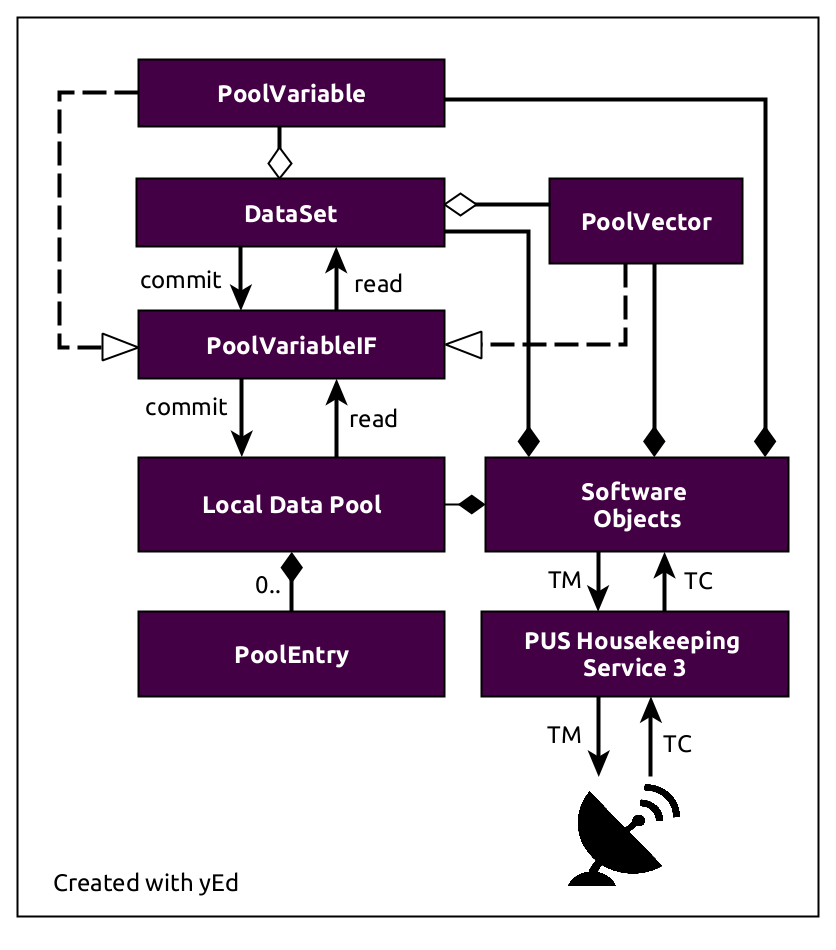 PoolVariable
DataSet
PoolVector
commit
read
PoolVariableIF
commit
read
Local Data Pool
Software
Objects
0..
TM
TC
PoolEntry
PUS Housekeeping
Service 3
TM
TC
Created with yEd